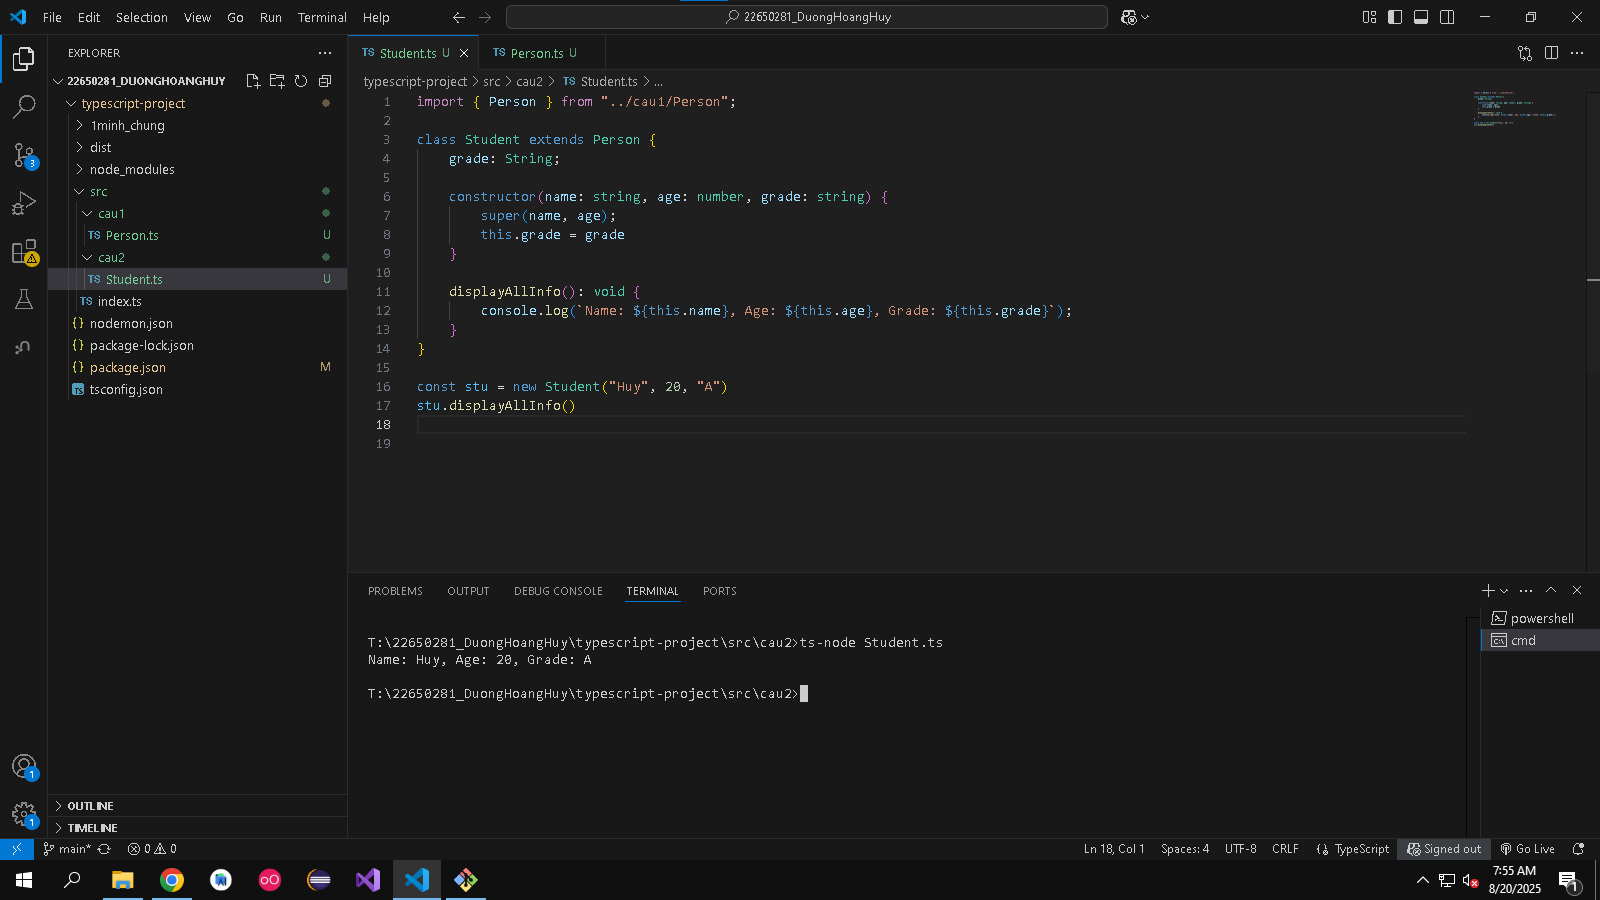 File Edit Selection View Go Run Terminal Help
22650281_DuongHoangHuy
EXPLORER
22650281_DUONGHOANGHUY
typescript-project
1minh_chung
dist
node_modules
src
cau1
TS Person.ts U
cau2
TS Student.ts U
TS index.ts
{} nodemon.json
{} package-lock.json
{} package.json M
TS tsconfig.json
OUTLINE
TIMELINE
3
1
1
TS Student.ts U
TS Person.ts U
typescript-project > src > cau2 > TS Student.ts > ...
1 import { Person } from "../cau1/Person";
2
3 class Student extends Person {
4 grade: String;
5
6 constructor(name: string, age: number, grade: string) {
7 super(name, age);
8 this.grade = grade
9 }
10
11 displayAllInfo(): void {
12 console.log(`Name: ${this.name}, Age: ${this.age}, Grade: ${this.grade}`);
13 }
14 }
15
16 const stu = new Student("Huy", 20, "A")
17 stu.displayAllInfo()
18
19
PROBLEMS OUTPUT DEBUG CONSOLE TERMINAL PORTS
T:\22650281_DuongHoangHuy\typescript-project\src\cau2>ts-node Student.ts
Name: Huy, Age: 20, Grade: A
T:\22650281_DuongHoangHuy\typescript-project\src\cau2>
powershell
cmd
main* 0 0 Ln 18, Col 1 Spaces: 4 UTF-8 CRLF {} TypeScript Signed out Go Live
7:55 AM
8/20/2025
1